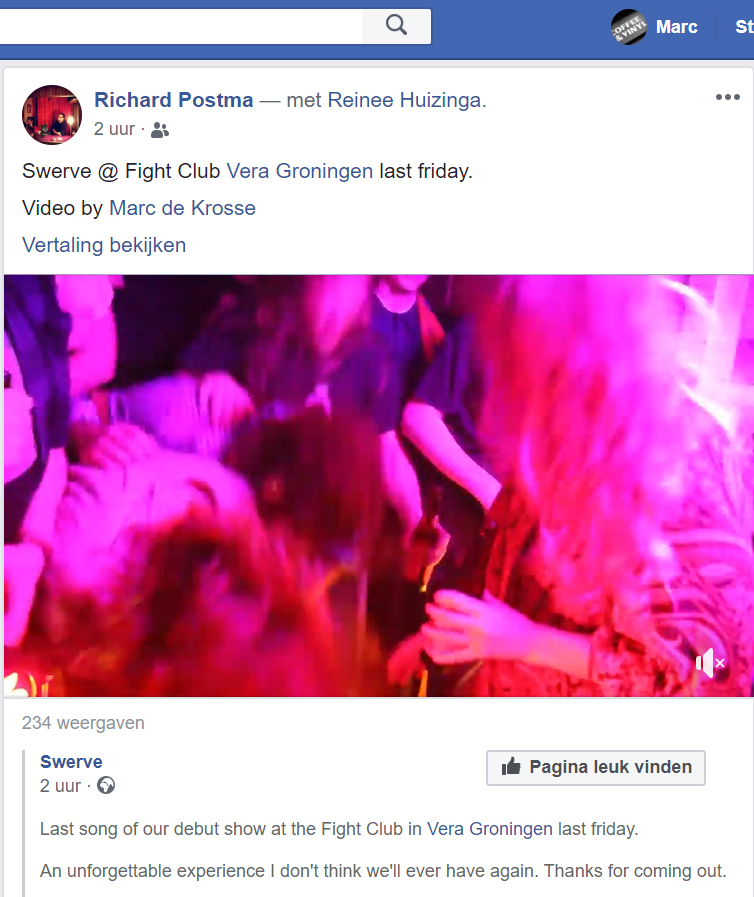 COFFEE
&VINYL
Marc
St
Richard Postma — met Reinee Huizinga.
2 uur ·
Swerve @ Fight Club Vera Groningen last friday.
Video by Marc de Krosse
Vertaling bekijken
234 weergaven
Swerve
Pagina leuk vinden
2 uur ·
Last song of our debut show at the Fight Club in Vera Groningen last friday.
An unforgettable experience I don't think we'll ever have again. Thanks for coming out.